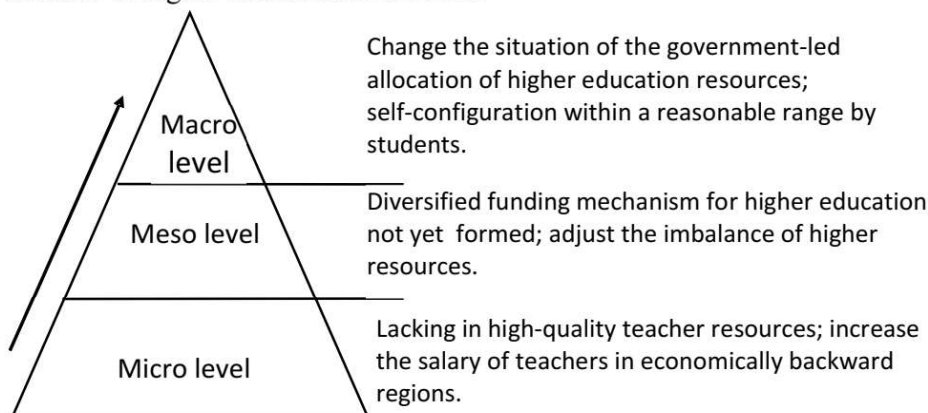 Macro
level
Change the situation of the government-led
allocation of higher education resources;
self-configuration within a reasonable range by
students.
Meso level
Diversified funding mechanism for higher education
not yet formed; adjust the imbalance of higher
resources.
Micro level
Lacking in high-quality teacher resources; increase
the salary of teachers in economically backward
regions.